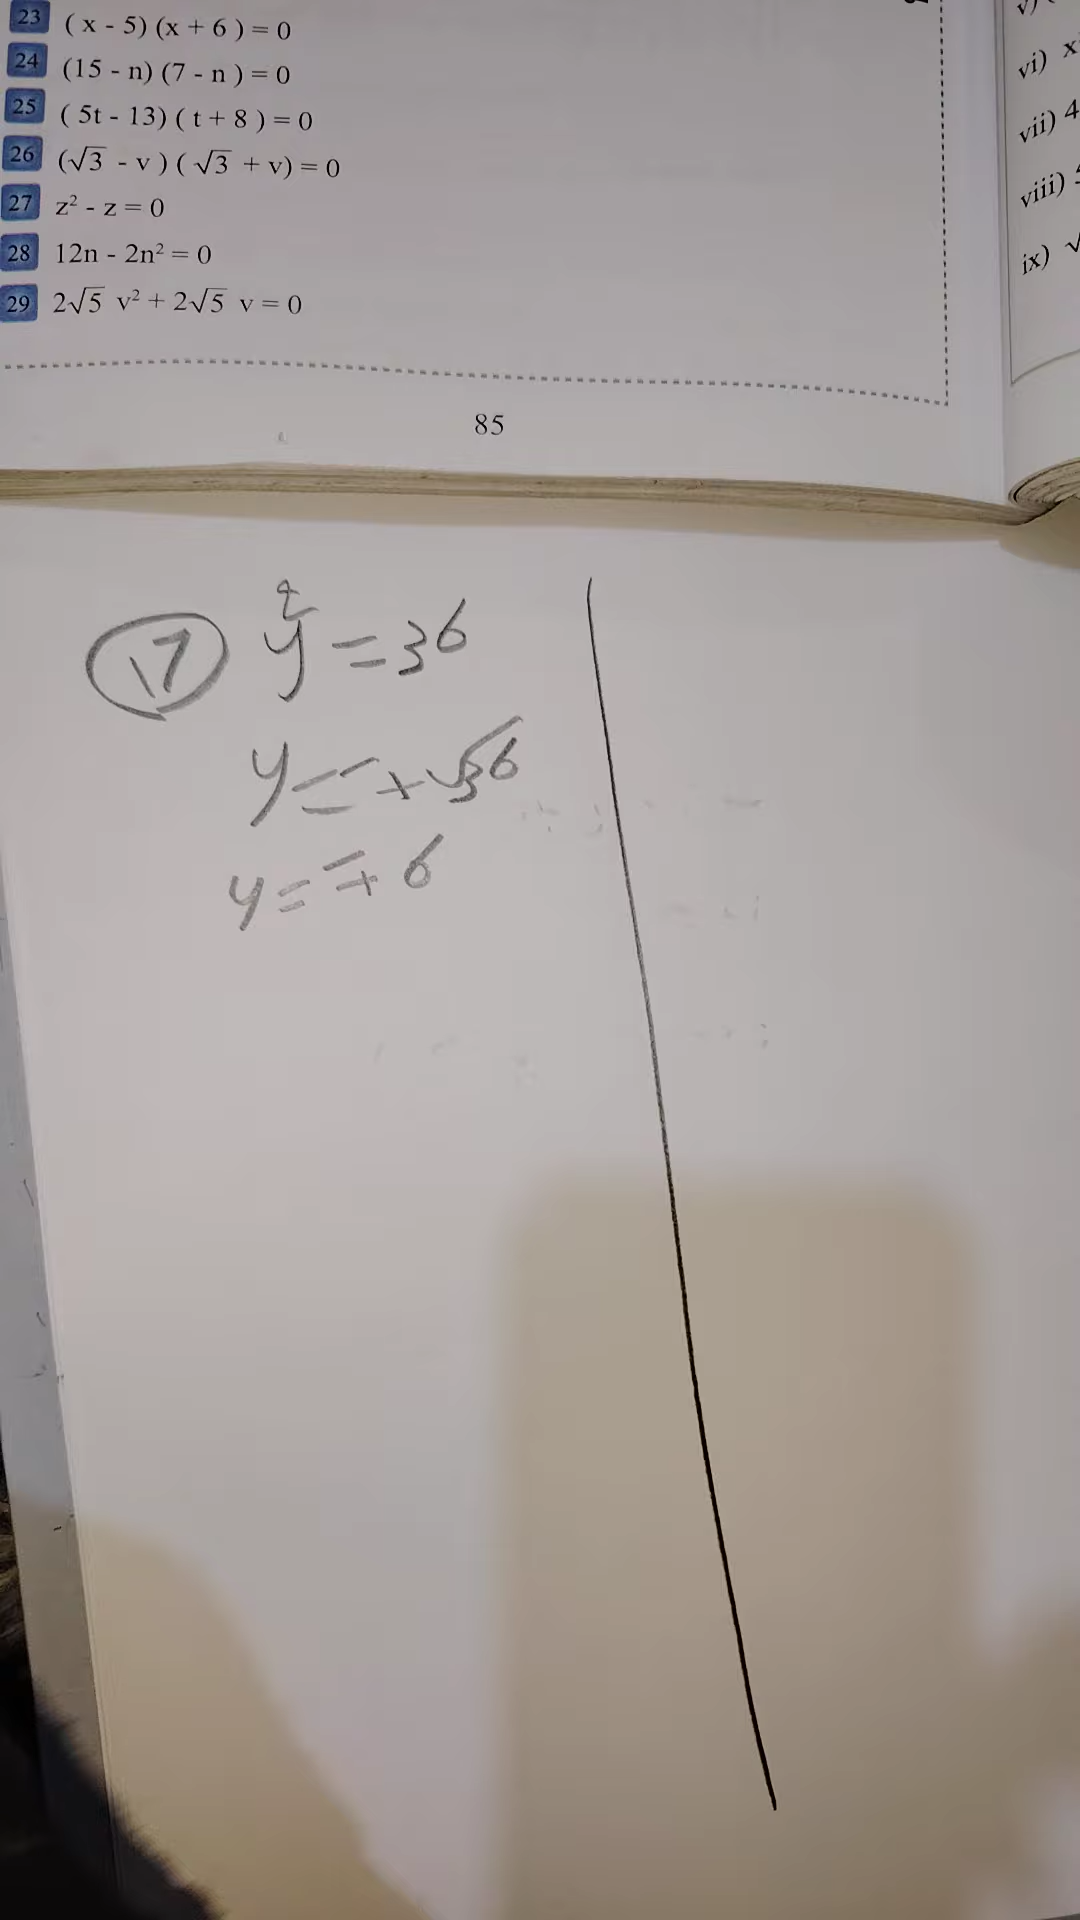 23 ( x - 5) (x + 6 ) = 0
24 (15 - n) (7 - n ) = 0
25 ( 5t - 13) ( t + 8 ) = 0
26 (√3 - v ) ( √3 + v) = 0
27 z² - z = 0
28 12n - 2n² = 0
29 2√5 v² + 2√5 v = 0
85
vi) x
vii) 4
viii)
ix) √
17 y² = 36
y = ∓ √36
y = ∓ 6